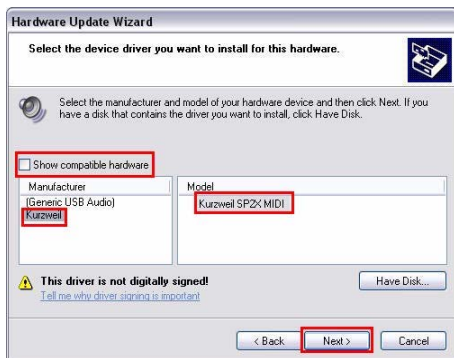 Hardware Update Wizard
Select the device driver you want to install for this hardware.
Select the manufacturer and model of your hardware device and then click Next. If you
have a disk that contains the driver you want to install, click Have Disk.
Show compatible hardware
Manufacturer
Model
(Generic USB Audio)
Kurzweil
Kurzweil SP2X MIDI
This driver is not digitally signed!
Tell me why driver signing is important
Have Disk...
< Back
Next >
Cancel